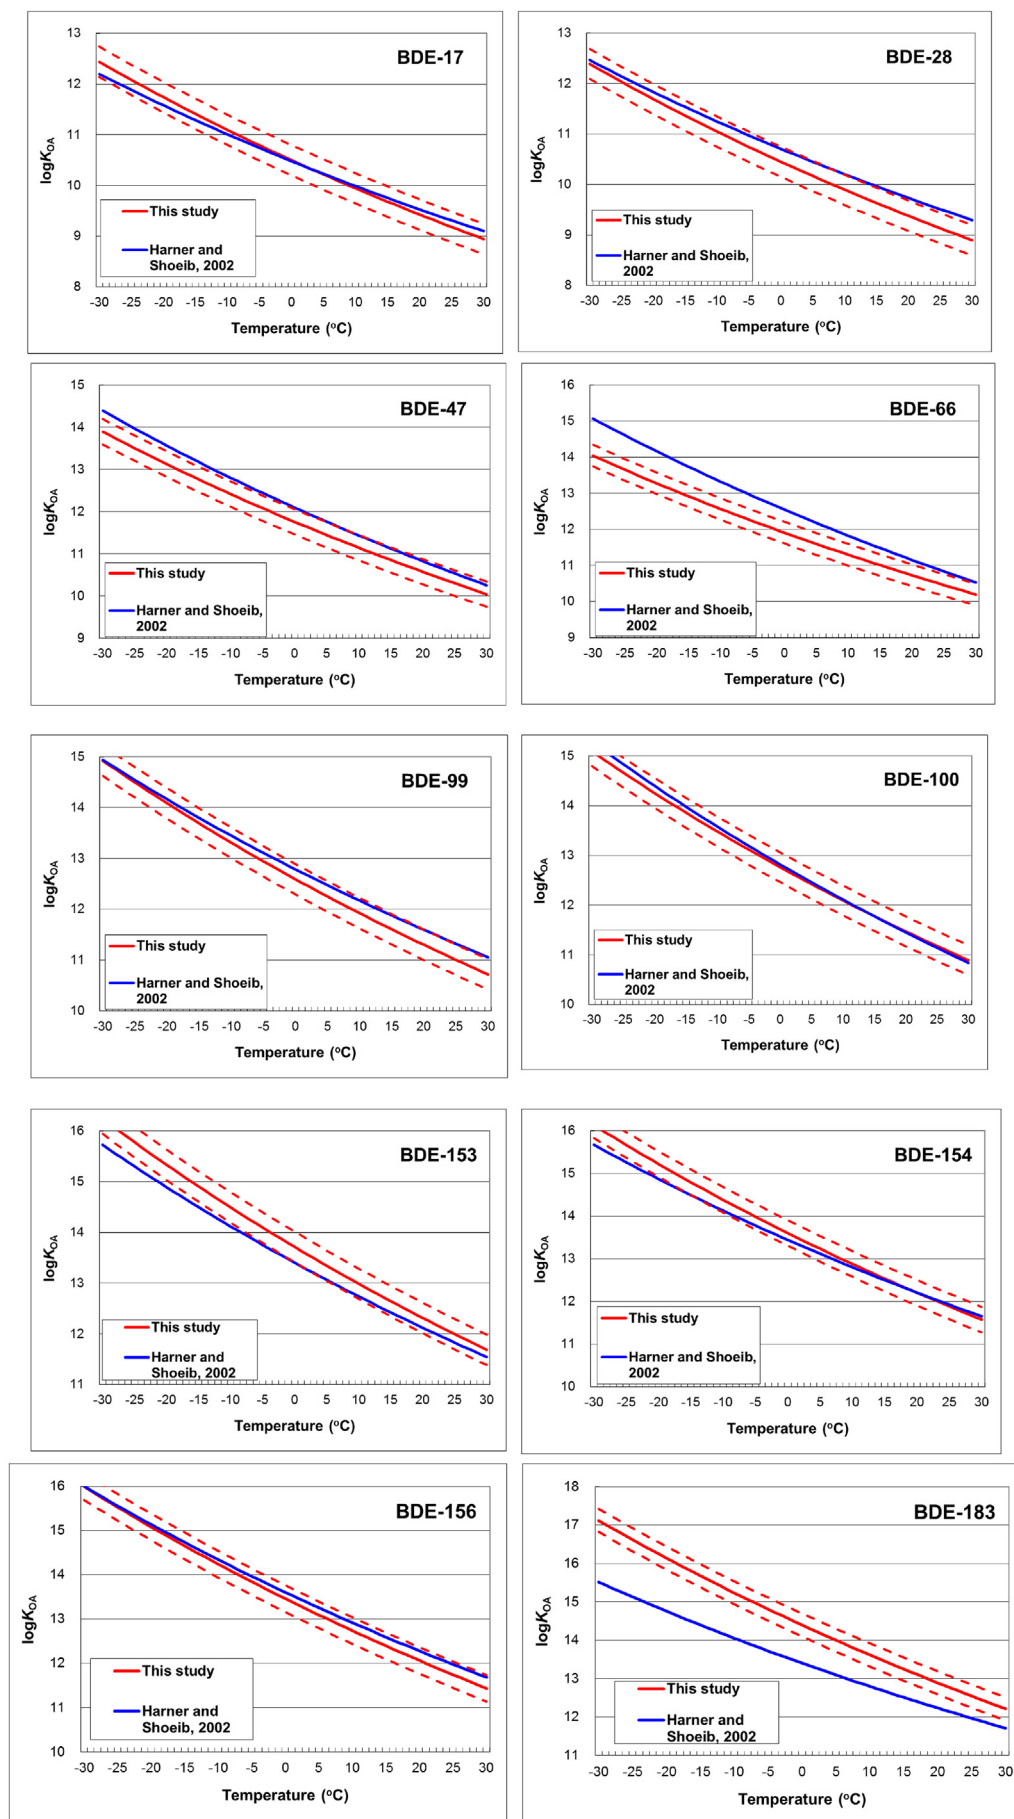 BDE-17
13
12
11
10
9
8
logKOA
This study
Harner and
Shoeib, 2002
-30 -25 -20 -15 -10 -5 0 5 10 15 20 25 30
Temperature (°C)
BDE-28
13
12
11
10
9
8
logKOA
This study
Harner and Shoeib,
2002
-30 -25 -20 -15 -10 -5 0 5 10 15 20 25 30
Temperature (°C)
BDE-47
15
14
13
12
11
10
9
logKOA
This study
Harner and Shoeib,
2002
-30 -25 -20 -15 -10 -5 0 5 10 15 20 25 30
Temperature (°C)
BDE-66
16
15
14
13
12
11
10
9
logKOA
This study
Harner and Shoeib,
2002
-30 -25 -20 -15 -10 -5 0 5 10 15 20 25 30
Temperature (°C)
BDE-99
15
14
13
12
11
10
logKOA
This study
Harner and Shoeib,
2002
-30 -25 -20 -15 -10 -5 0 5 10 15 20 25 30
Temperature (°C)
BDE-100
15
14
13
12
11
10
logKOA
This study
Harner and Shoeib,
2002
-30 -25 -20 -15 -10 -5 0 5 10 15 20 25 30
Temperature (°C)
BDE-153
16
15
14
13
12
11
logKOA
This study
Harner and
Shoeib, 2002
-30 -25 -20 -15 -10 -5 0 5 10 15 20 25 30
Temperature (°C)
BDE-154
16
15
14
13
12
11
10
logKOA
This study
Harner and Shoeib,
2002
-30 -25 -20 -15 -10 -5 0 5 10 15 20 25 30
Temperature (°C)
BDE-156
16
15
14
13
12
11
10
logKOA
This study
Harner and
Shoeib, 2002
-30 -25 -20 -15 -10 -5 0 5 10 15 20 25 30
Temperature (°C)
BDE-183
18
17
16
15
14
13
12
11
logKOA
This study
Harner and
Shoeib, 2002
-30 -25 -20 -15 -10 -5 0 5 10 15 20 25 30
Temperature (°C)